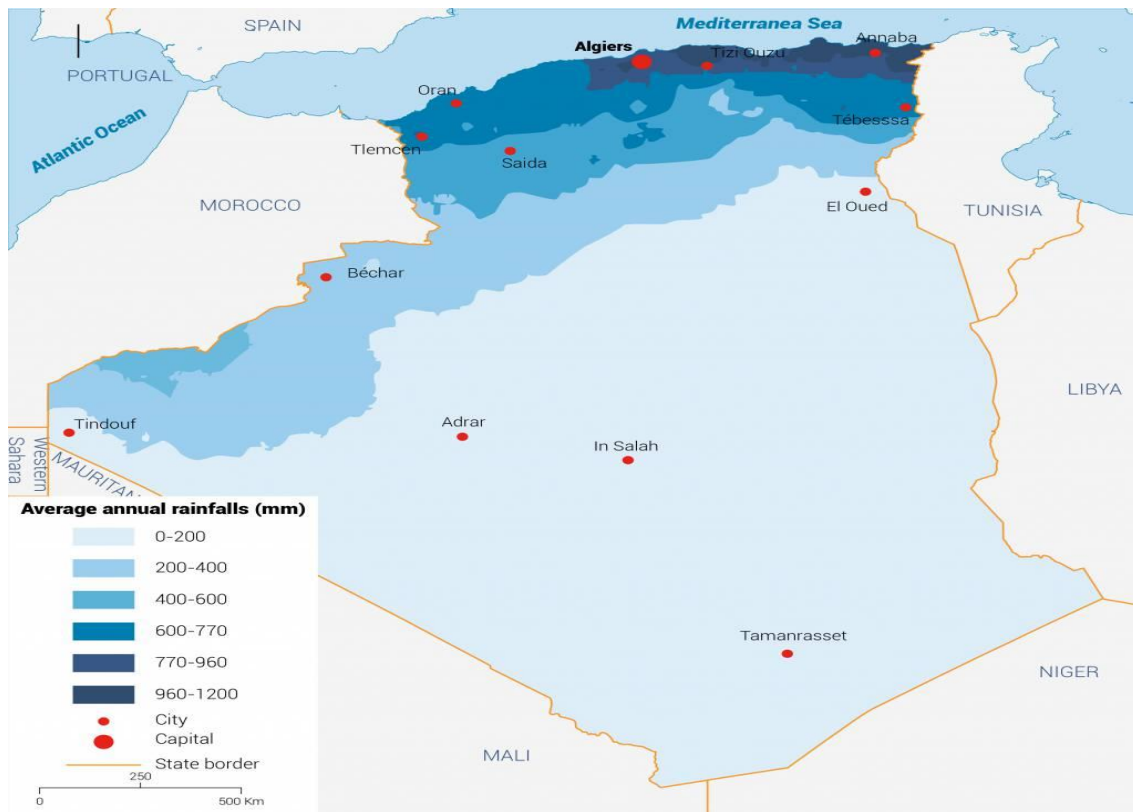 SPAIN
Mediterranea Sea
PORTUGAL
Algiers
Tizi Ouzu
Annaba
Oran
Atlantic Ocean
Tébesssa
Tlemcen
Saida
MOROCCO
El Oued
TUNISIA
Béchar
LIBYA
Tindouf
Adrar
In Salah
Western
Sahara
MAURITAN
Average annual rainfalls (mm)
0-200
200-400
400-600
600-770
770-960
960-1200
City
Capital
State border
250
0
500 Km
Tamanrasset
NIGER
MALI